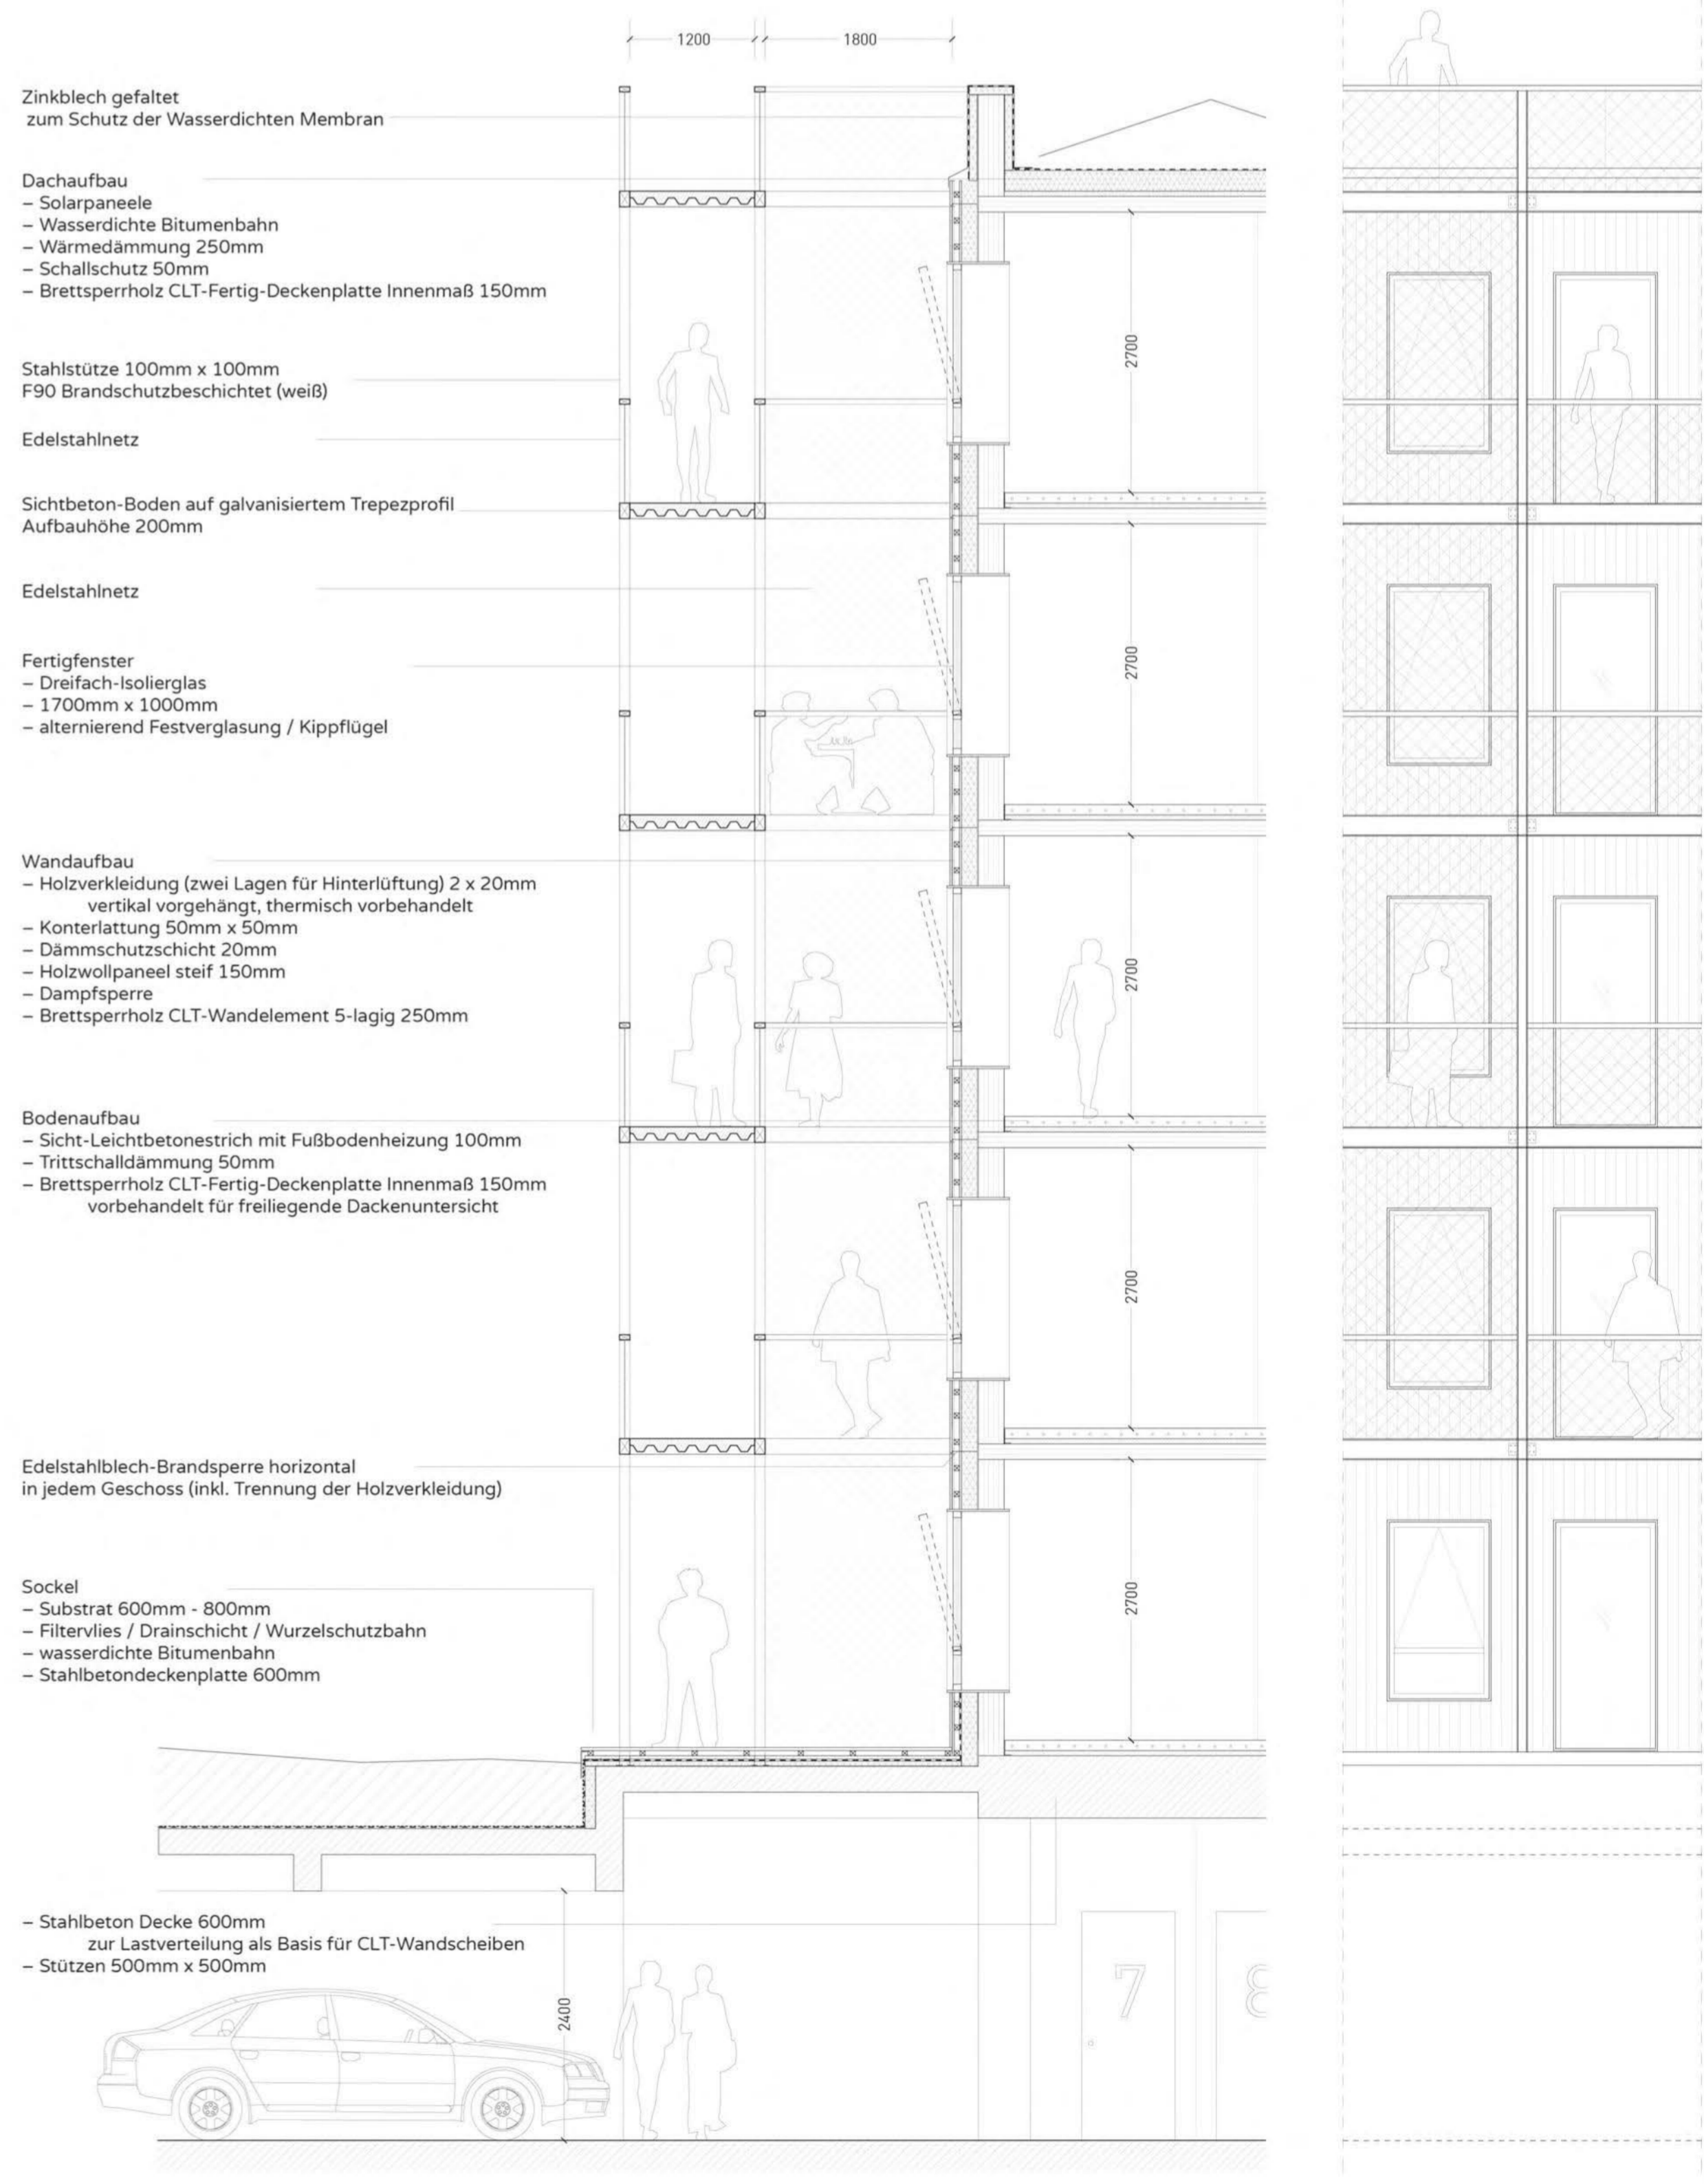 1200 1800
Zinkblech gefaltet
zum Schutz der Wasserdichten Membran
Dachaufbau
– Solarpaneele
– Wasserdichte Bitumenbahn
– Wärmedämmung 250mm
– Schallschutz 50mm
– Brettsperrholz CLT-Fertig-Deckenplatte Innenmaß 150mm
2700
Stahlstütze 100mm x 100mm
F90 Brandschutzbeschichtet (weiß)
Edelstahlnetz
Sichtbeton-Boden auf galvanisiertem Trepezprofil
Aufbauhöhe 200mm
Edelstahlnetz
2700
Fertigfenster
– Dreifach-Isolierglas
– 1700mm x 1000mm
– alternierend Festverglasung / Kippflügel
Wandaufbau
– Holzverkleidung (zwei Lagen für Hinterlüftung) 2 x 20mm
vertikal vorgehängt, thermisch vorbehandelt
– Konterlattung 50mm x 50mm
– Dämmschutzschicht 20mm
– Holzwollpaneel steif 150mm
– Dampfsperre
– Brettsperrholz CLT-Wandelement 5-lagig 250mm
2700
Bodenaufbau
– Sicht-Leichtbetonestrich mit Fußbodenheizung 100mm
– Trittschalldämmung 50mm
– Brettsperrholz CLT-Fertig-Deckenplatte Innenmaß 150mm
vorbehandelt für freiliegende Dackenuntersicht
2700
Edelstahlblech-Brandsperre horizontal
in jedem Geschoss (inkl. Trennung der Holzverkleidung)
2700
Sockel
– Substrat 600mm - 800mm
– Filtervlies / Drainschicht / Wurzelschutzbahn
– wasserdichte Bitumenbahn
– Stahlbetondeckenplatte 600mm
– Stahlbeton Decke 600mm
zur Lastverteilung als Basis für CLT-Wandscheiben
– Stützen 500mm x 500mm
2400
7 8